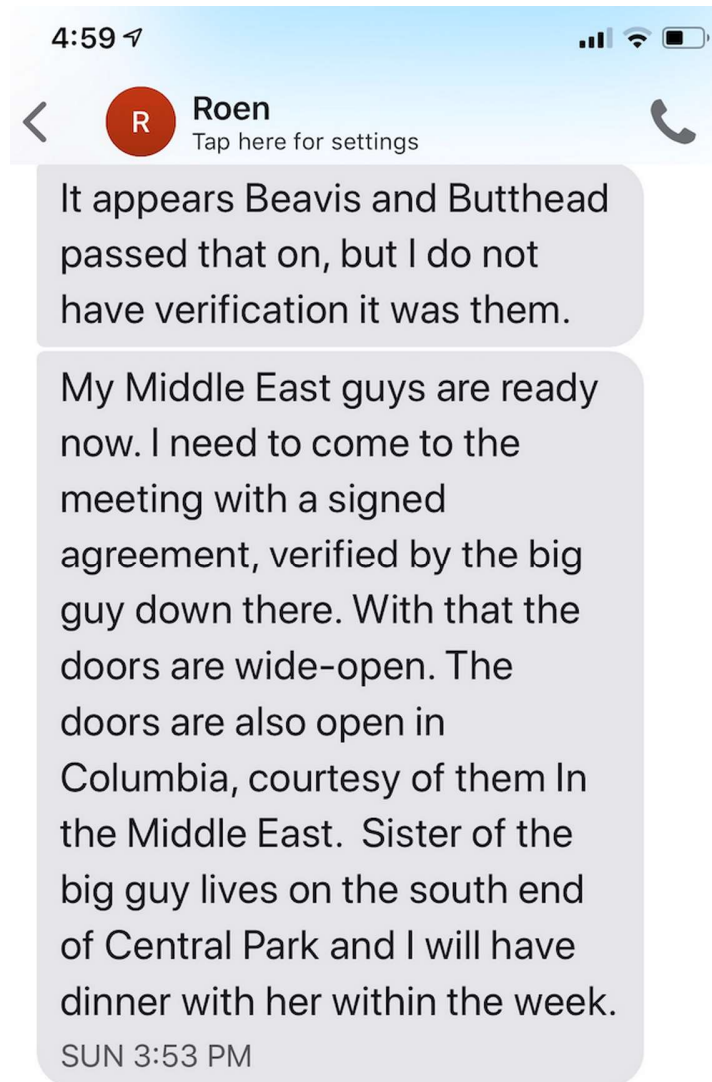 4:59
R
Roen
Tap here for settings
It appears Beavis and Butthead
passed that on, but I do not
have verification it was them.
My Middle East guys are ready
now. I need to come to the
meeting with a signed
agreement, verified by the big
guy down there. With that the
doors are wide-open. The
doors are also open in
Columbia, courtesy of them In
the Middle East.  Sister of the
big guy lives on the south end
of Central Park and I will have
dinner with her within the week.
SUN 3:53 PM